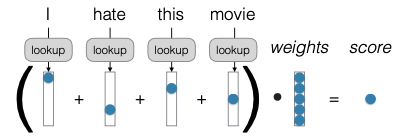 I hate this movie
lookup lookup lookup lookup weights score
( + + + ) • =